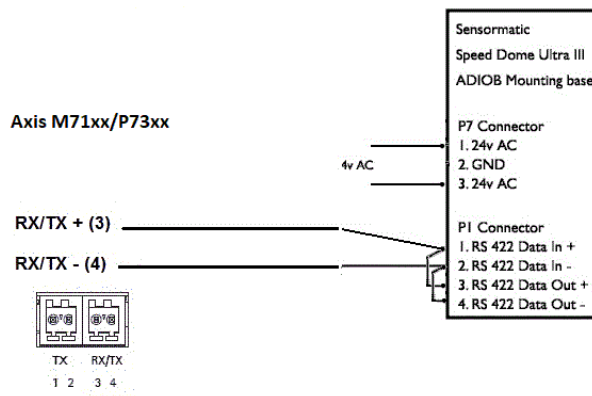 Sensormatic
Speed Dome Ultra III
ADIOB Mounting base
Axis M71xx/P73xx
P7 Connector
1. 24v AC
4v AC
2. GND
3. 24v AC
RX/TX + (3)
P1 Connector
1. RS 422 Data In +
RX/TX - (4)
2. RS 422 Data In -
3. RS 422 Data Out +
4. RS 422 Data Out -
TX RX/TX
1 2 3 4